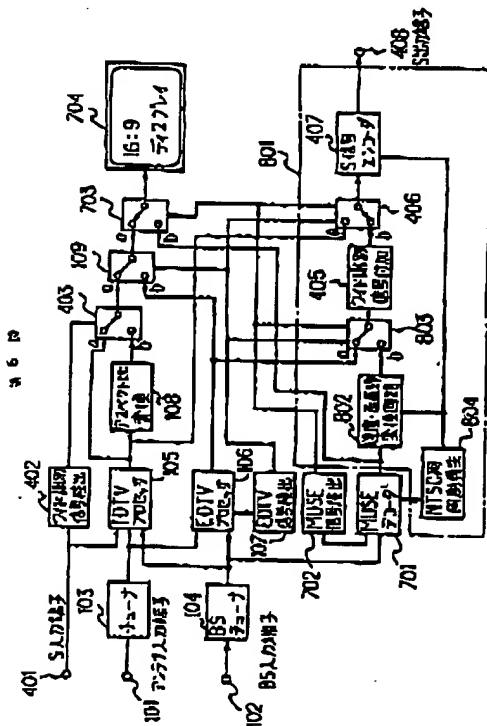 第6図
401
S入力端子
402
ワイド識別
信号検出
403
109
703
704
16:9
ディスプレイ
103
チューナ
101
アンテナ入力端子
105
IDTV
プロセッサ
108
アスペクト比
変換
102
BS入力端子
104
BS
チューナ
106
EDTV
プロセッサ
107
EDTV
信号検出
702
MUSE
信号検出
701
MUSE
デコーダ
802
変換回路
803
405
ワイド識別
信号付加
406
801
407
S信号
エンコーダ
408
S出力端子
804
NTSC用
同期発生
a
b
a
b
a
b
a
b
a
b